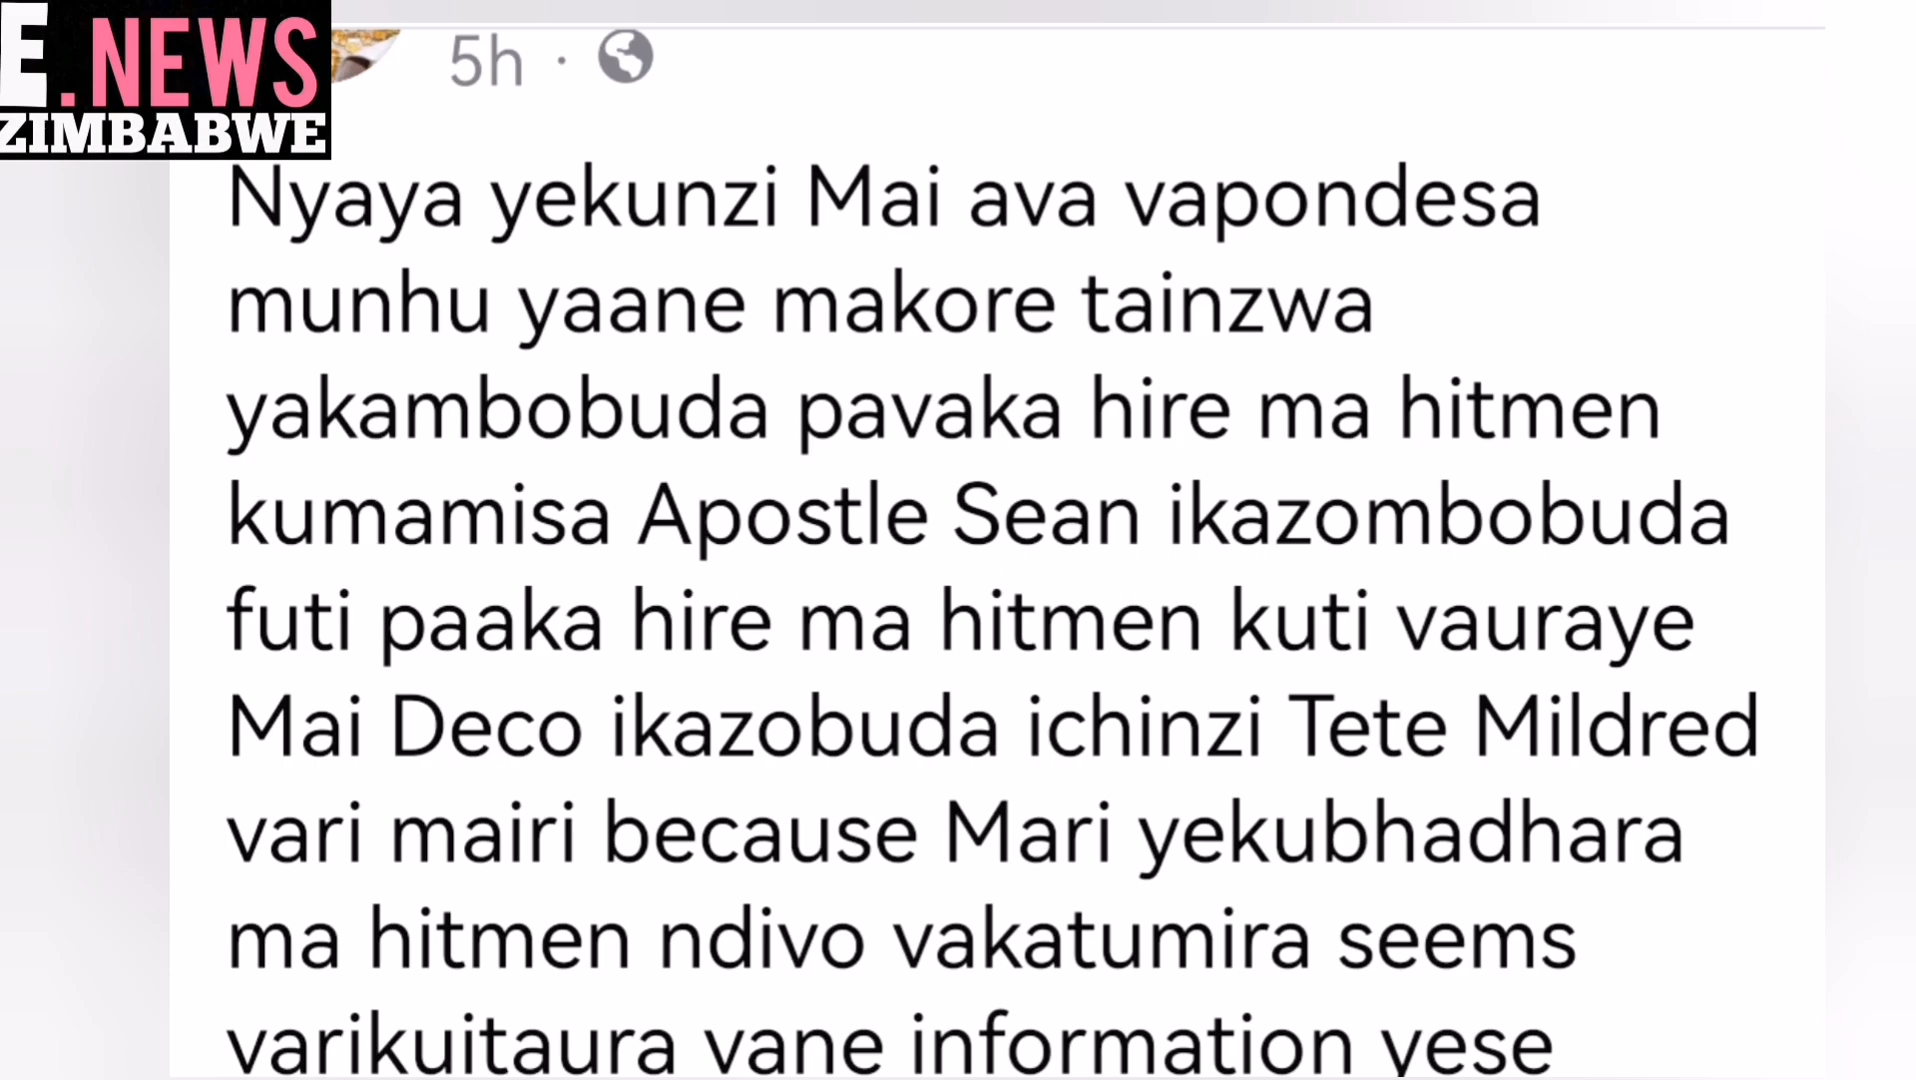 E.NEWS
ZIMBABWE
5h ·
Nyaya yekunzi Mai ava vapondesa
munhu yaane makore tainzwa
yakambobuda pavaka hire ma hitmen
kumamisa Apostle Sean ikazombobuda
futi paaka hire ma hitmen kuti vauraye
Mai Deco ikazobuda ichinzi Tete Mildred
vari mairi because Mari yekubhadhara
ma hitmen ndivo vakatumira seems
varikuitaura vane information yese